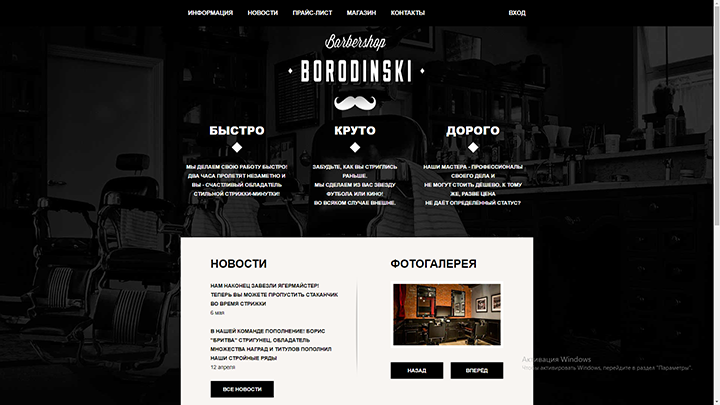 ИНФОРМАЦИЯ НОВОСТИ ПРАЙС-ЛИСТ МАГАЗИН КОНТАКТЫ ВХОД
Barbershop
BORODINSKI
БЫСТРО
МЫ ДЕЛАЕМ СВОЮ РАБОТУ БЫСТРО!
ДВА ЧАСА ПРОЛЕТЯТ НЕЗАМЕТНО И
ВЫ - СЧАСТЛИВЫЙ ОБЛАДАТЕЛЬ
СТИЛЬНОЙ СТРИЖКИ-МИНУТКИ!
КРУТО
ЗАБУДЬТЕ, КАК ВЫ СТРИГЛИСЬ
РАНЬШЕ.
МЫ СДЕЛАЕМ ИЗ ВАС ЗВЕЗДУ
ФУТБОЛА ИЛИ КИНО!
ВО ВСЯКОМ СЛУЧАЕ ВНЕШНЕ.
ДОРОГО
НАШИ МАСТЕРА - ПРОФЕССИОНАЛЫ
СВОЕГО ДЕЛА И
НЕ МОГУТ СТОИТЬ ДЁШЕВО, К ТОМУ
ЖЕ, РАЗВЕ ЦЕНА
НЕ ДАЁТ ОПРЕДЕЛЁННЫЙ СТАТУС?
НОВОСТИ
НАМ НАКОНЕЦ ЗАВЕЗЛИ ЯГЕРМАЙСТЕР!
ТЕПЕРЬ ВЫ МОЖЕТЕ ПРОПУСТИТЬ СТАКАНЧИК
ВО ВРЕМЯ СТРИЖКИ
6 мая
В НАШЕЙ КОМАНДЕ ПОПОЛНЕНИЕ! БОРИС
"БРИТВА" СТРИГУНЕЦ, ОБЛАДАТЕЛЬ
МНОЖЕСТВА НАГРАД И ТИТУЛОВ ПОПОЛНИЛ
НАШИ СТРОЙНЫЕ РЯДЫ
12 апреля
ВСЕ НОВОСТИ
ФОТОГАЛЕРЕЯ
НАЗАД ВПЕРЁД
Активация Windows
Чтобы активировать Windows, перейдите в раздел "Параметры".